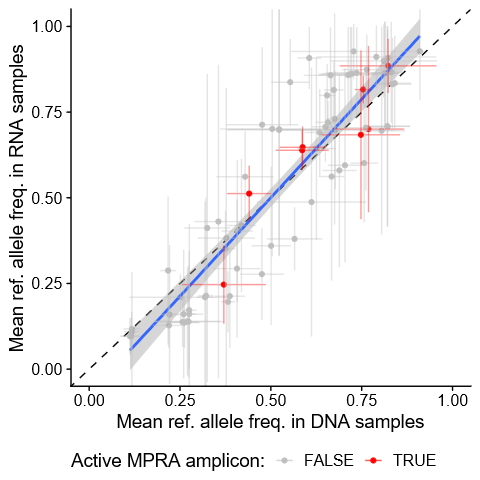 Mean ref. allele freq. in RNA samples
1.00
0.75
0.50
0.25
0.00
0.00 0.25 0.50 0.75 1.00
Mean ref. allele freq. in DNA samples
Active MPRA amplicon: FALSE TRUE